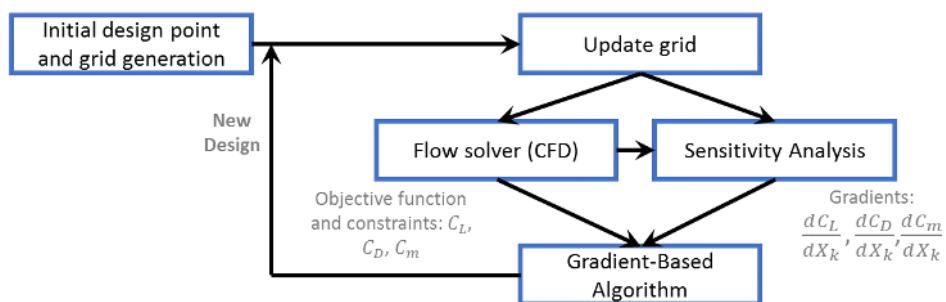 Initial design point
and grid generation
Update grid
New
Design
Flow solver (CFD)
Sensitivity Analysis
Objective function
and constraints: C_L,
C_D, C_m
Gradients:
dC_L/dX_k, dC_D/dX_k, dC_m/dX_k
Gradient-Based
Algorithm